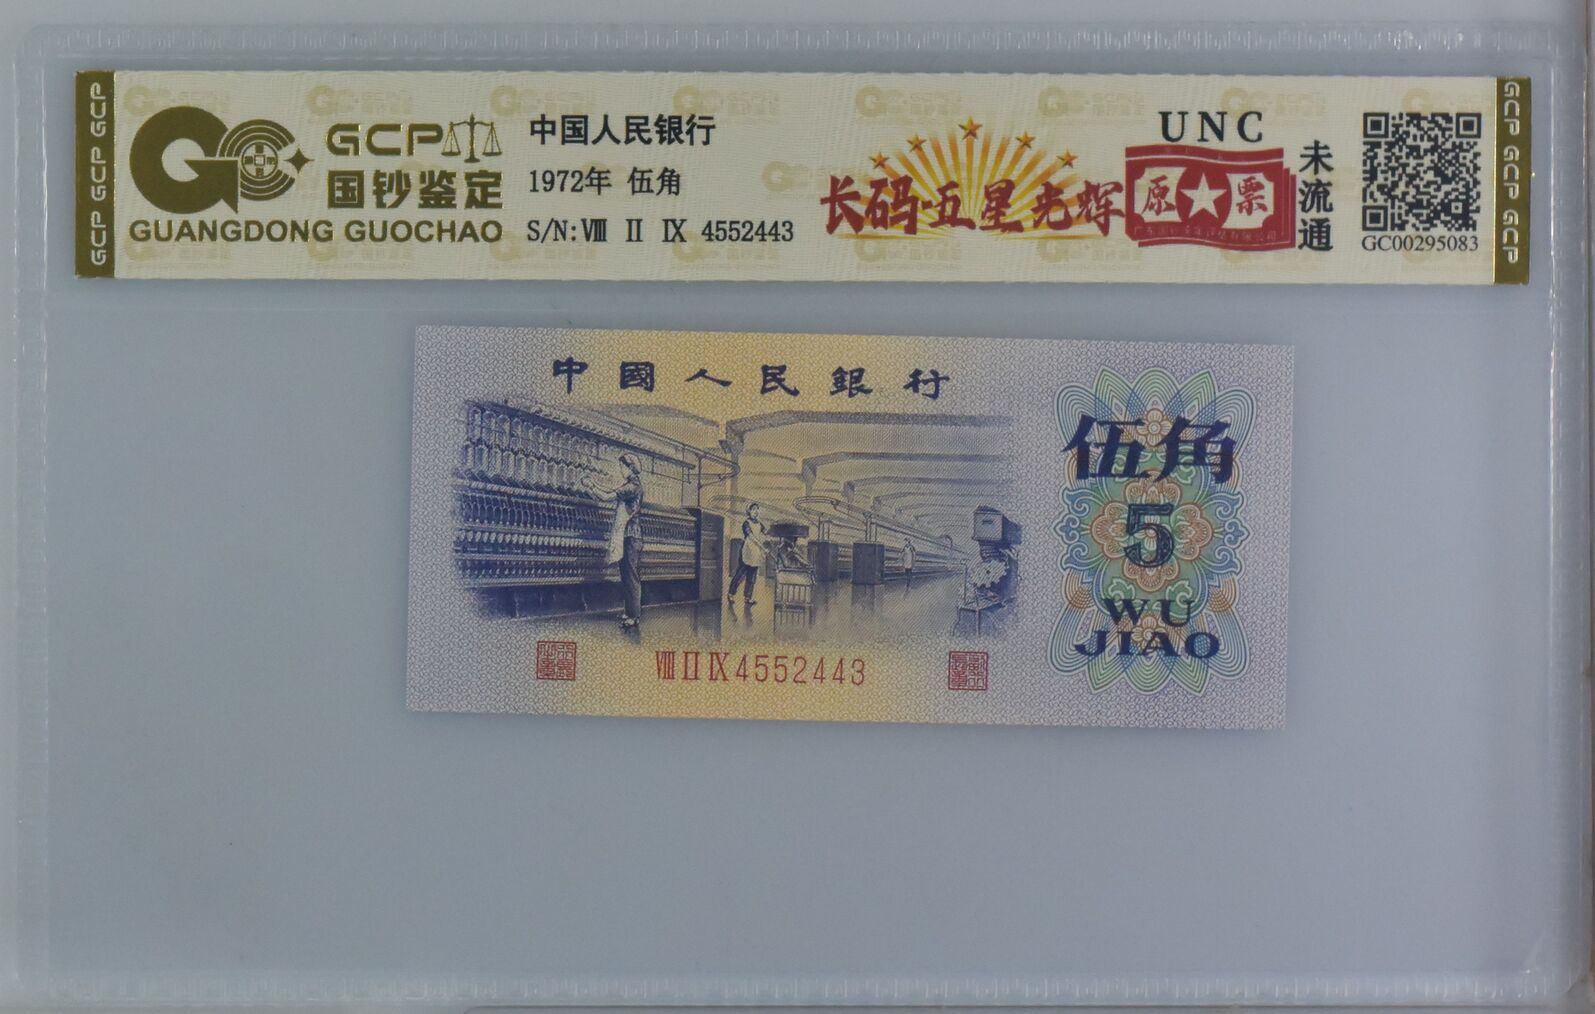 GCP GCP GCP
GCP
国钞鉴定
GUANGDONG GUOCHAO
中国人民银行
1972年 伍角
S/N:Ⅷ Ⅱ Ⅸ 4552443
长码·五星光辉
UNC
原★票
未流通
GC00295083
GCP GCP GCP
中國人民銀行
伍角
5
WU
JIAO
ⅧⅡⅨ4552443